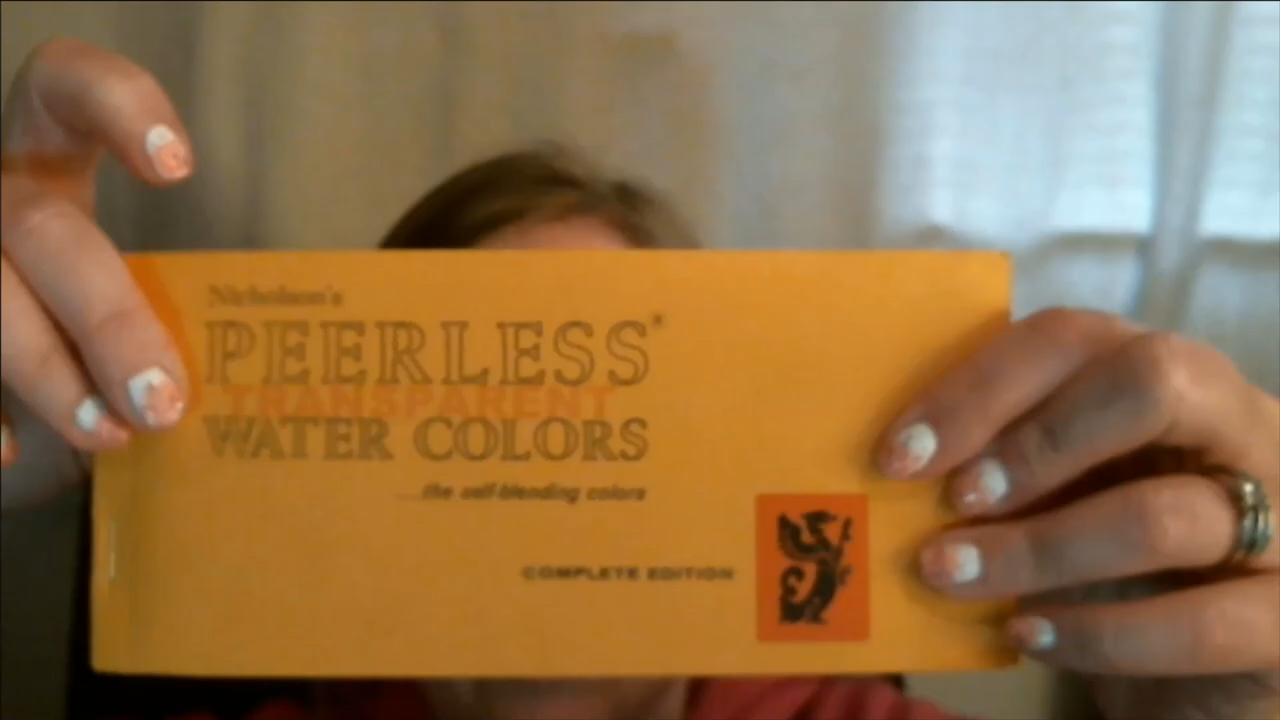 Nicholson's
PEERLESS
TRANSPARENT
WATER COLORS
...the self-blending colors
COMPLETE EDITION